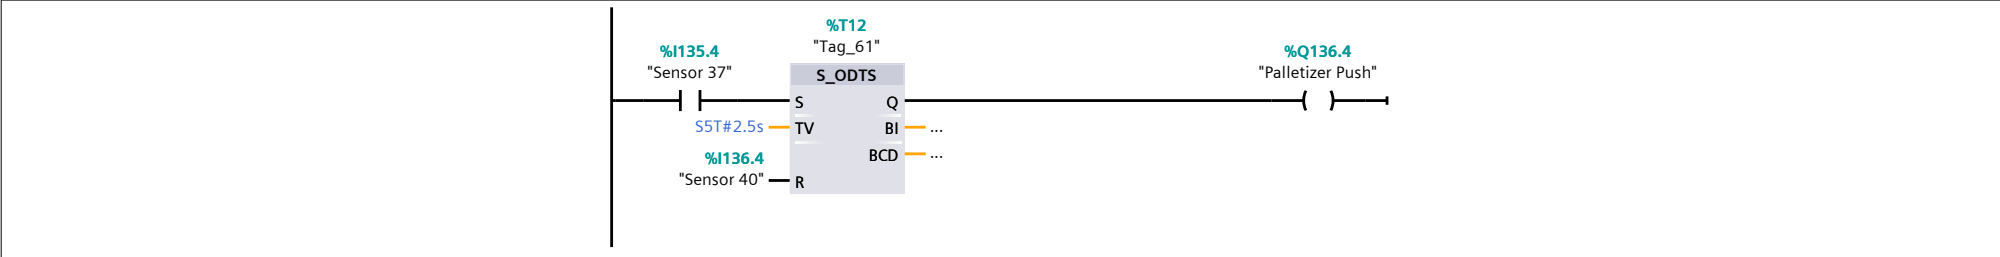 %T12
"Tag_61"
%I135.4
"Sensor 37"
%Q136.4
"Palletizer Push"
S_ODTS
S Q
S5T#2.5s TV BI ...
BCD ...
%I136.4
"Sensor 40" R